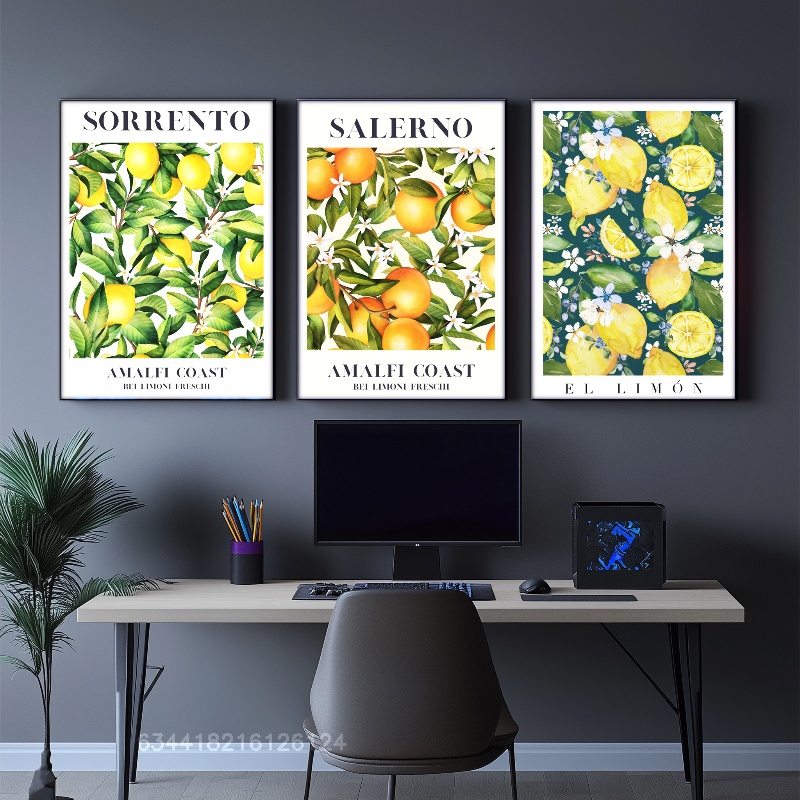 SORRENTO
AMALFI COAST
BEI LIMONI FRESCHI
SALERNO
AMALFI COAST
BEI LIMONI FRESCHI
EL LIMÓN